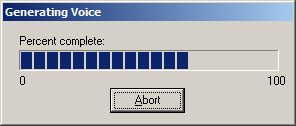 Generating Voice
Percent complete:
0 100
Abort